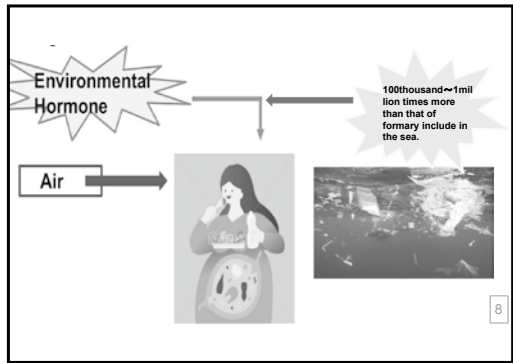 Environmental
Hormone
100thousand～1mil
lion times more
than that of
formary include in
the sea.
Air
8